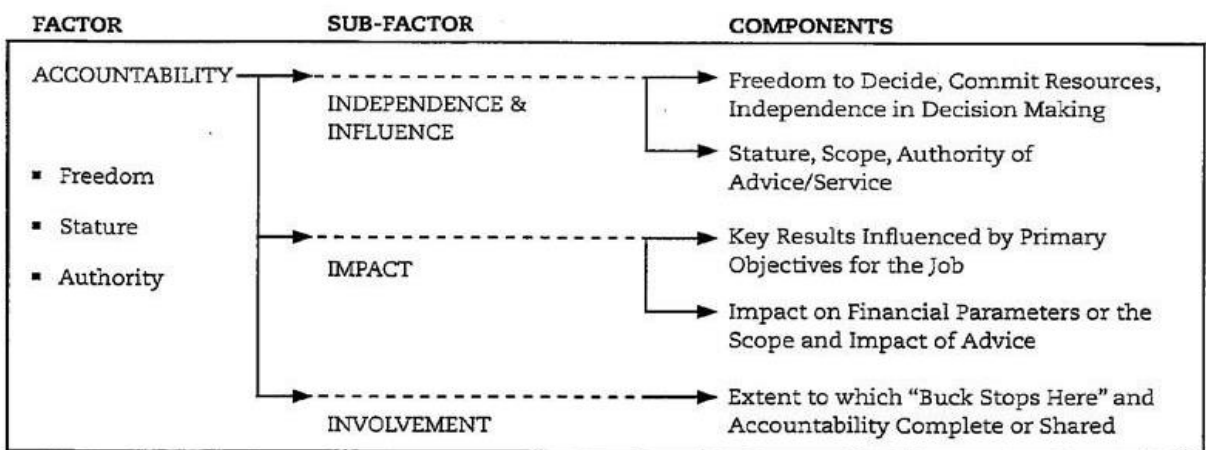 FACTOR SUB-FACTOR COMPONENTS
ACCOUNTABILITY
▪ Freedom
▪ Stature
▪ Authority
INDEPENDENCE &
INFLUENCE
Freedom to Decide, Commit Resources,
Independence in Decision Making
Stature, Scope, Authority of
Advice/Service
IMPACT
Key Results Influenced by Primary
Objectives for the Job
Impact on Financial Parameters or the
Scope and Impact of Advice
INVOLVEMENT
Extent to which “Buck Stops Here” and
Accountability Complete or Shared